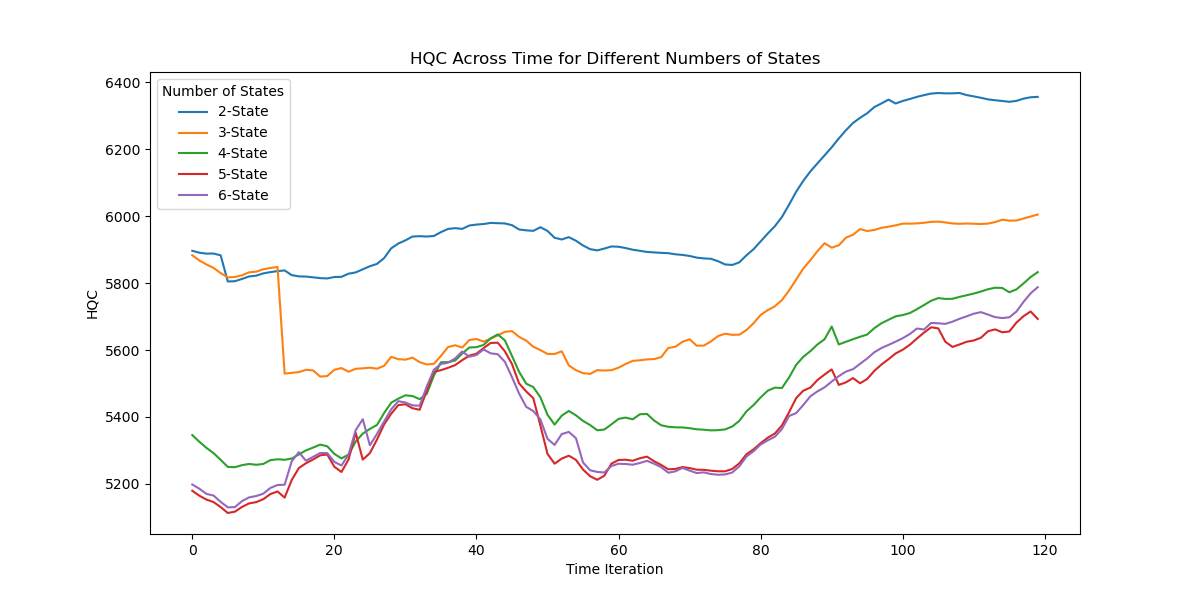 HQC Across Time for Different Numbers of States
Number of States
2-State
3-State
4-State
5-State
6-State
6400
6200
6000
5800
5600
5400
5200
HQC
0 20 40 60 80 100 120
Time Iteration